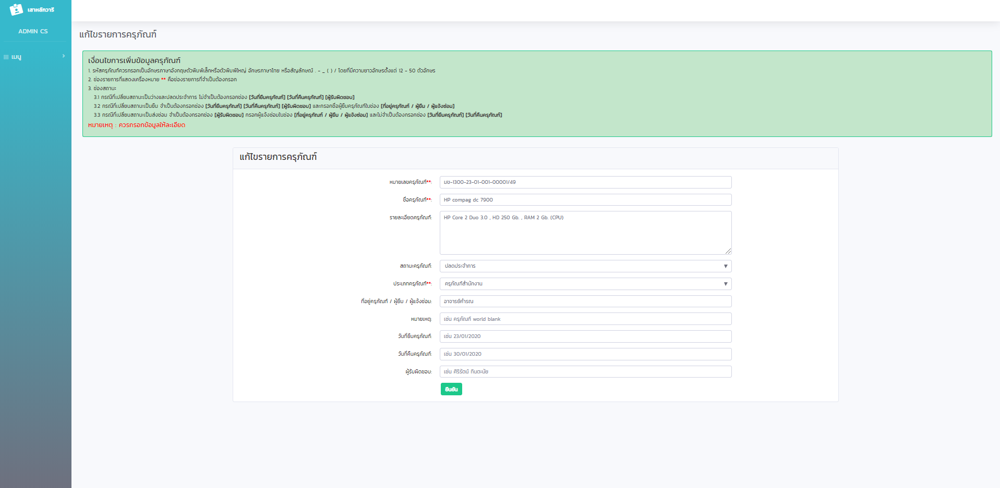 เสาหลักวารี
ADMIN CS
เมนู
แก้ไขรายการครุภัณฑ์
เงื่อนไขการเพิ่มข้อมูลครุภัณฑ์
1. รหัสครุภัณฑ์ควรกรอกเป็นอักษรภาษาอังกฤษตัวพิมพ์เล็กหรือตัวพิมพ์ใหญ่ อักษรภาษาไทย หรือสัญลักษณ์ . - _ ( ) / โดยที่มีความยาวอักษรตั้งแต่ 12 - 50 ตัวอักษร
2. ช่องรายการที่แสดงเครื่องหมาย ** คือช่องรายการที่จำเป็นต้องกรอก
3. ช่องสถานะ
3.1 กรณีที่เปลี่ยนสถานะเป็นว่างและปลดประจำการ ไม่จำเป็นต้องกรอกช่อง [วันที่ยืมครุภัณฑ์] [วันที่คืนครุภัณฑ์] [ผู้รับผิดชอบ]
3.2 กรณีที่เปลี่ยนสถานะเป็นยืม จำเป็นต้องกรอกช่อง [วันที่ยืมครุภัณฑ์] [วันที่คืนครุภัณฑ์] [ผู้รับผิดชอบ] และกรอกชื่อผู้ยืมครุภัณฑ์ในช่อง [ที่อยู่ครุภัณฑ์ / ผู้ยืม / ผู้แจ้งซ่อม]
3.3 กรณีที่เปลี่ยนสถานะเป็นส่งซ่อม จำเป็นต้องกรอกช่อง [ผู้รับผิดชอบ] กรอกผู้แจ้งซ่อมในช่อง [ที่อยู่ครุภัณฑ์ / ผู้ยืม / ผู้แจ้งซ่อม] และไม่จำเป็นต้องกรอกช่อง [วันที่ยืมครุภัณฑ์] [วันที่คืนครุภัณฑ์]
หมายเหตุ : ควรกรอกข้อมูลให้ละเอียด
แก้ไขรายการครุภัณฑ์
หมายเลขครุภัณฑ์**: มข-1300-23-01-001-00001/49
ชื่อครุภัณฑ์**: HP compag dc 7900
รายละเอียดครุภัณฑ์: HP Core 2 Duo 3.0 , HD 250 Gb. , RAM 2 Gb. (CPU)
สถานะครุภัณฑ์: ปลดประจำการ
ประเภทครุภัณฑ์**: ครุภัณฑ์สำนักงาน
ที่อยู่ครุภัณฑ์ / ผู้ยืม / ผู้แจ้งซ่อม: อาจารย์คำรณ
หมายเหตุ: เช่น ครุภัณฑ์ world blank
วันที่ยืมครุภัณฑ์: เช่น 23/01/2020
วันที่คืนครุภัณฑ์: เช่น 30/01/2020
ผู้รับผิดชอบ: เช่น ศิริรัตน์ ทินตะนัย
ยืนยัน